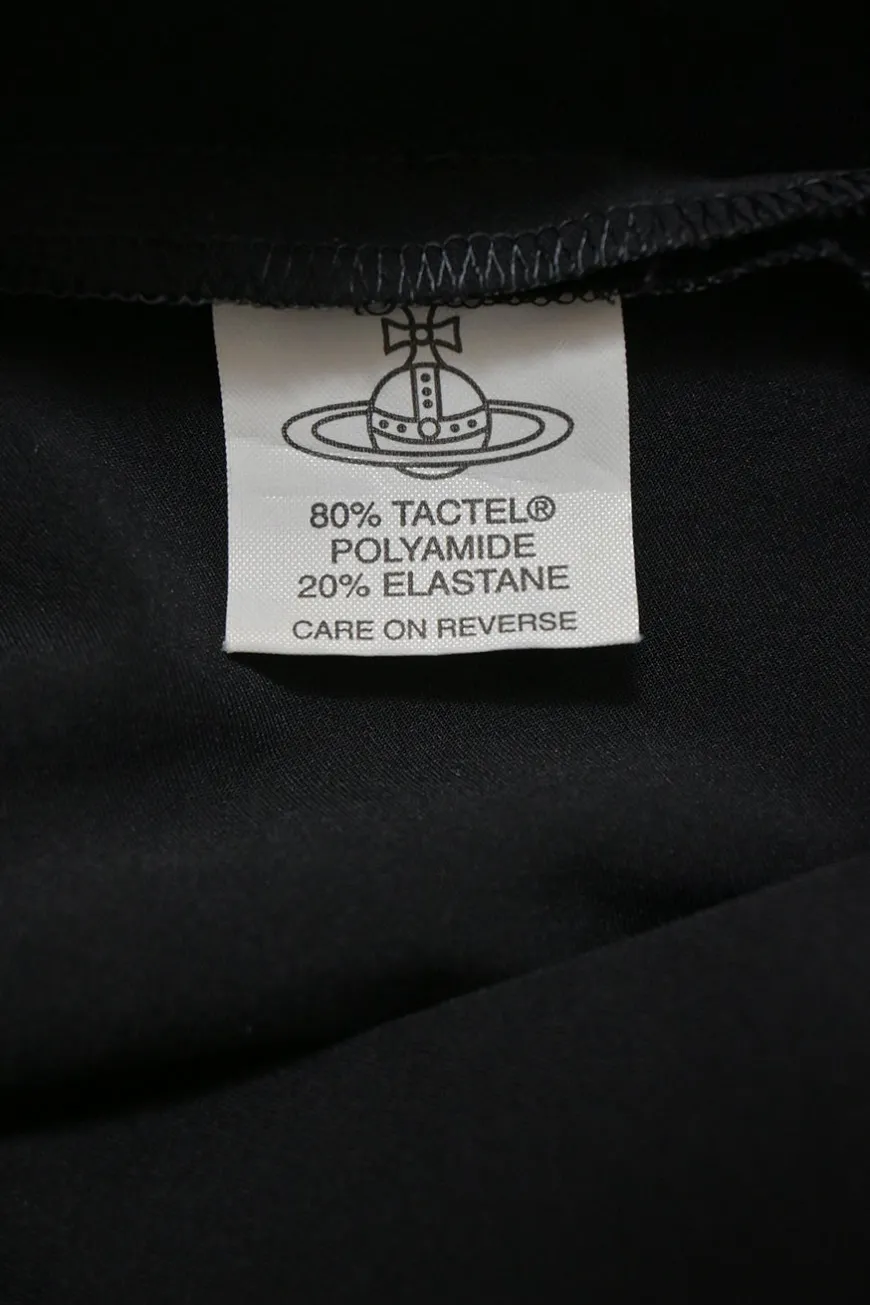 80% TACTEL®
POLYAMIDE
20% ELASTANE
CARE ON REVERSE